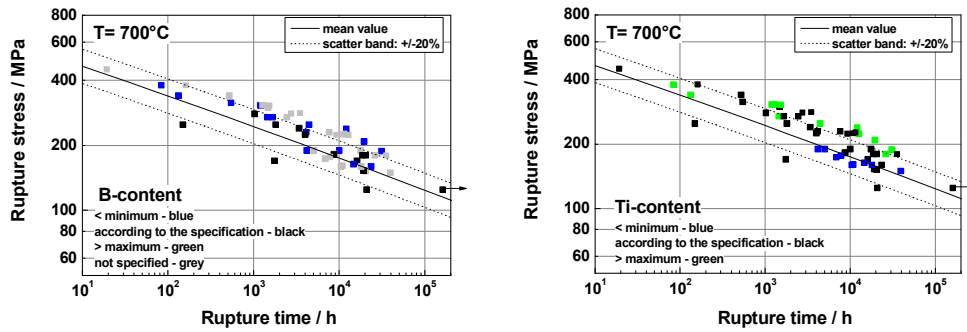 800
600
400
200
100
80
60
Rupture stress / MPa
T= 700°C
mean value
scatter band: +/-20%
B-content
< minimum - blue
according to the specification - black
> maximum - green
not specified - grey
10^1 10^2 10^3 10^4 10^5
Rupture time / h
800
600
400
200
100
80
60
Rupture stress / MPa
T= 700°C
mean value
scatter band: +/-20%
Ti-content
< minimum - blue
according to the specification - black
> maximum - green
10^1 10^2 10^3 10^4 10^5
Rupture time / h